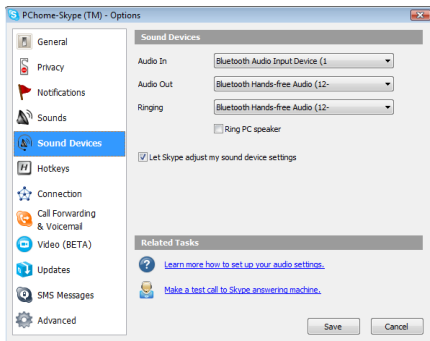 PChome-Skype (TM) - Options
General
Privacy
Notifications
Sounds
Sound Devices
Hotkeys
Connection
Call Forwarding
& Voicemail
Video (BETA)
Updates
SMS Messages
Advanced
Sound Devices
Audio In
Bluetooth Audio Input Device (1
Audio Out
Bluetooth Hands-free Audio (12-
Ringing
Bluetooth Hands-free Audio (12-
Ring PC speaker
Let Skype adjust my sound device settings
Related Tasks
Learn more how to set up your audio settings.
Make a test call to Skype answering machine.
Save
Cancel